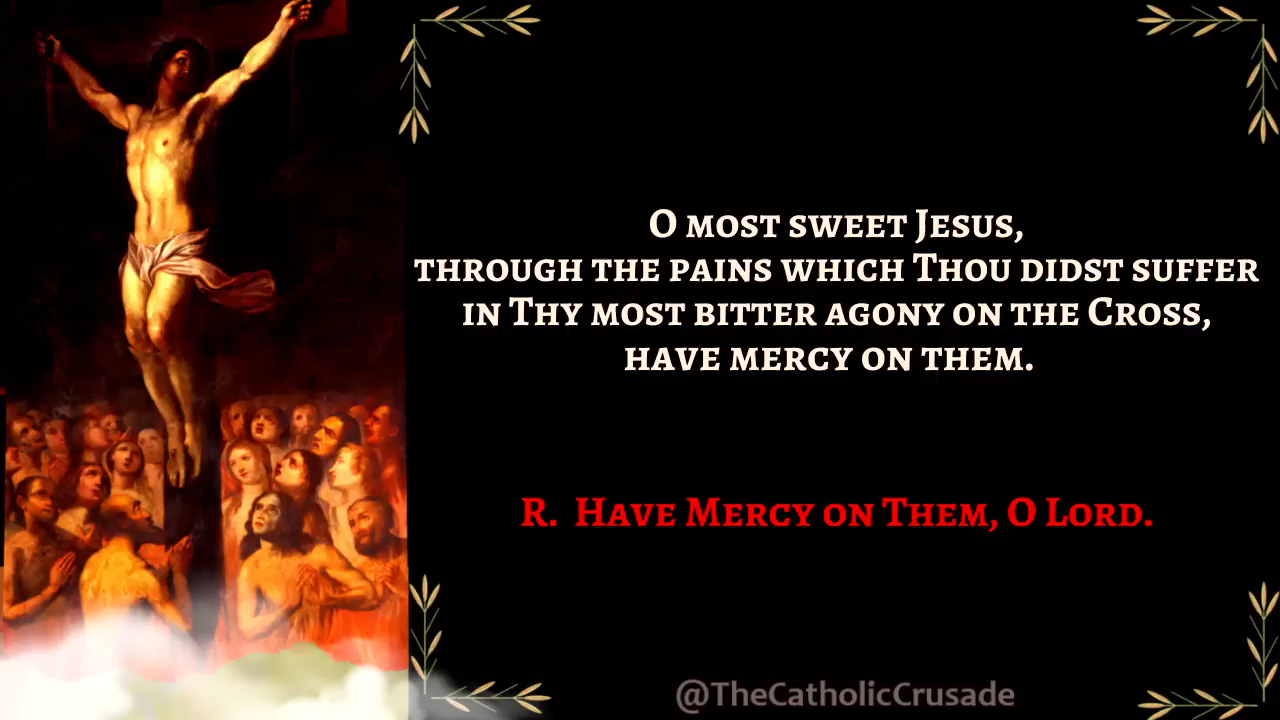 O most sweet Jesus,
through the pains which Thou didst suffer
in Thy most bitter agony on the Cross,
have mercy on them.
R. Have Mercy on Them, O Lord.
@TheCatholicCrusade